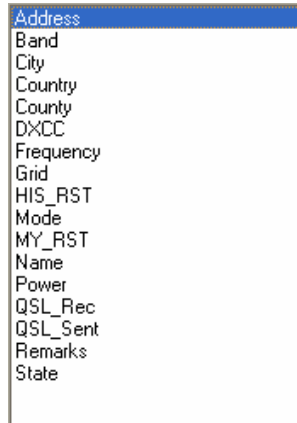 Address
Band
City
Country
County
DXCC
Frequency
Grid
HIS_RST
Mode
MY_RST
Name
Power
QSL_Rec
QSL_Sent
Remarks
State